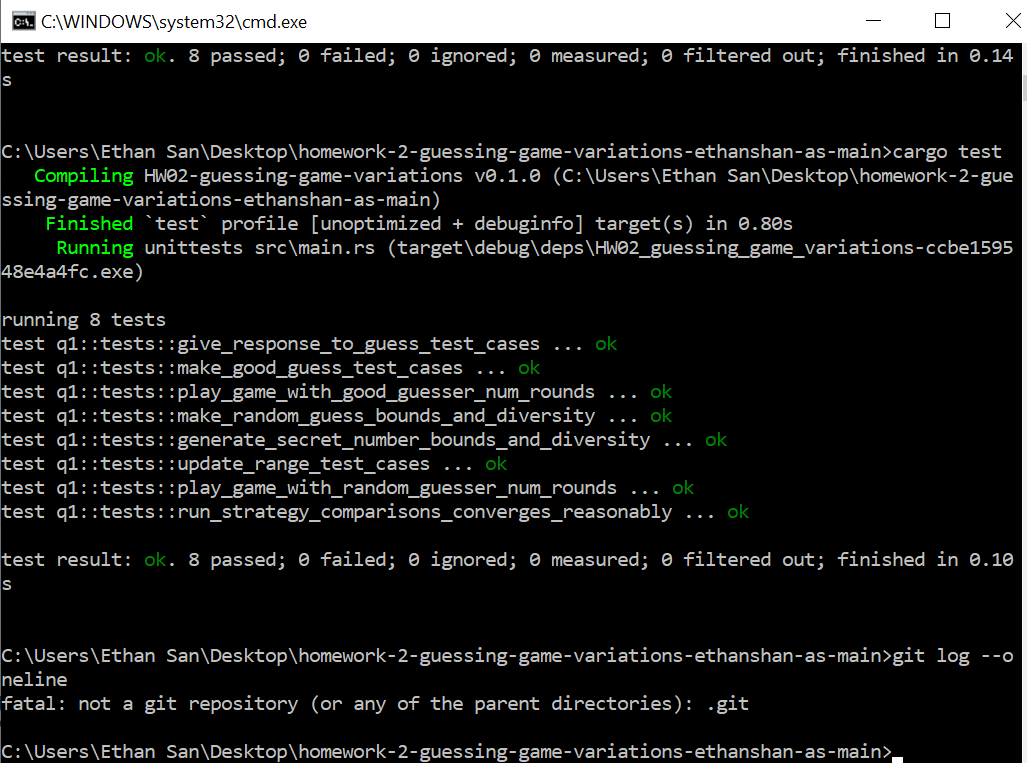 C:\WINDOWS\system32\cmd.exe
test result: ok. 8 passed; 0 failed; 0 ignored; 0 measured; 0 filtered out; finished in 0.14
s
C:\Users\Ethan San\Desktop\homework-2-guessing-game-variations-ethanshan-as-main>cargo test
   Compiling HW02-guessing-game-variations v0.1.0 (C:\Users\Ethan San\Desktop\homework-2-gue
ssing-game-variations-ethanshan-as-main)
    Finished `test` profile [unoptimized + debuginfo] target(s) in 0.80s
     Running unittests src\main.rs (target\debug\deps\HW02_guessing_game_variations-ccbe1595
48e4a4fc.exe)
running 8 tests
test q1::tests::give_response_to_guess_test_cases ... ok
test q1::tests::make_good_guess_test_cases ... ok
test q1::tests::play_game_with_good_guesser_num_rounds ... ok
test q1::tests::make_random_guess_bounds_and_diversity ... ok
test q1::tests::generate_secret_number_bounds_and_diversity ... ok
test q1::tests::update_range_test_cases ... ok
test q1::tests::play_game_with_random_guesser_num_rounds ... ok
test q1::tests::run_strategy_comparisons_converges_reasonably ... ok
test result: ok. 8 passed; 0 failed; 0 ignored; 0 measured; 0 filtered out; finished in 0.10
s
C:\Users\Ethan San\Desktop\homework-2-guessing-game-variations-ethanshan-as-main>git log --o
neline
fatal: not a git repository (or any of the parent directories): .git
C:\Users\Ethan San\Desktop\homework-2-guessing-game-variations-ethanshan-as-main>